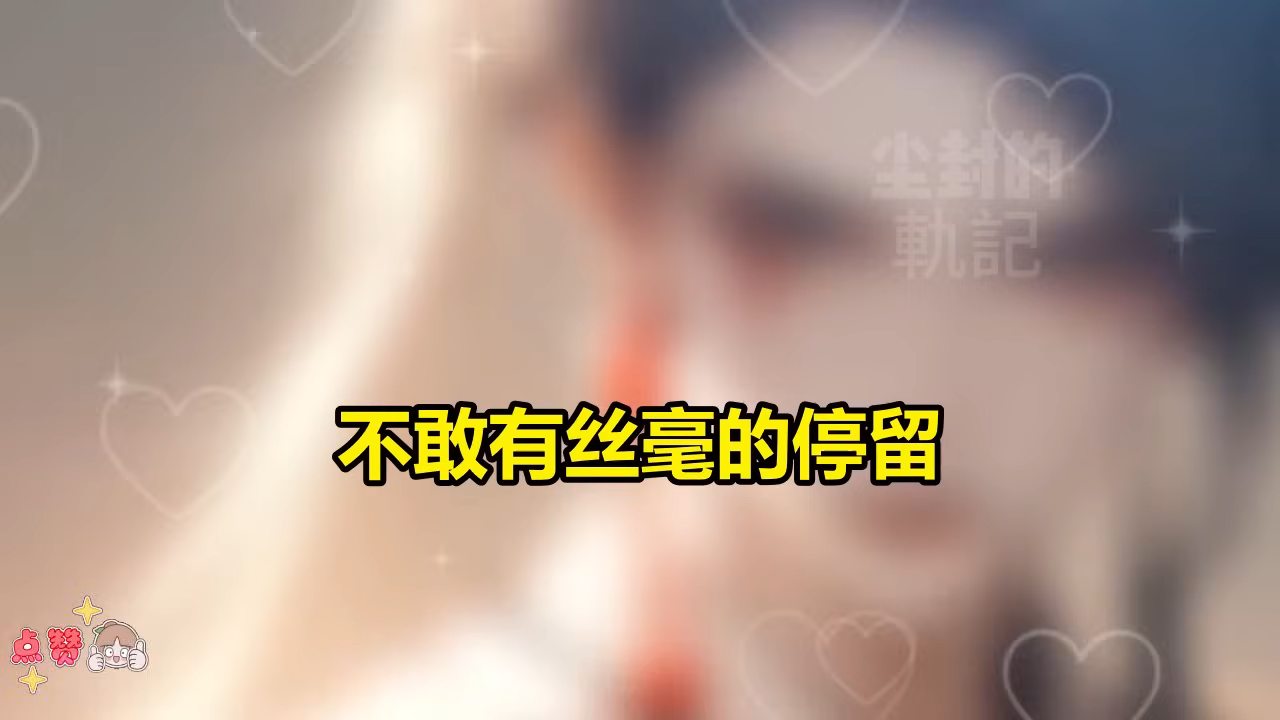 尘封的
軌記
不敢有丝毫的停留
点赞